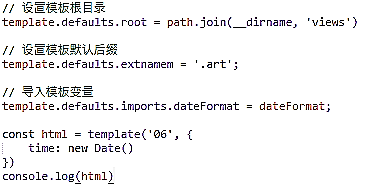 // 设置模板根目录
template.defaults.root = path.join(__dirname, 'views')
// 设置模板默认后缀
template.defaults.extnamem = '.art';
// 导入模板变量
template.defaults.imports.dateFormat = dateFormat;
const html = template('06', {
time: new Date()
})
console.log(html)